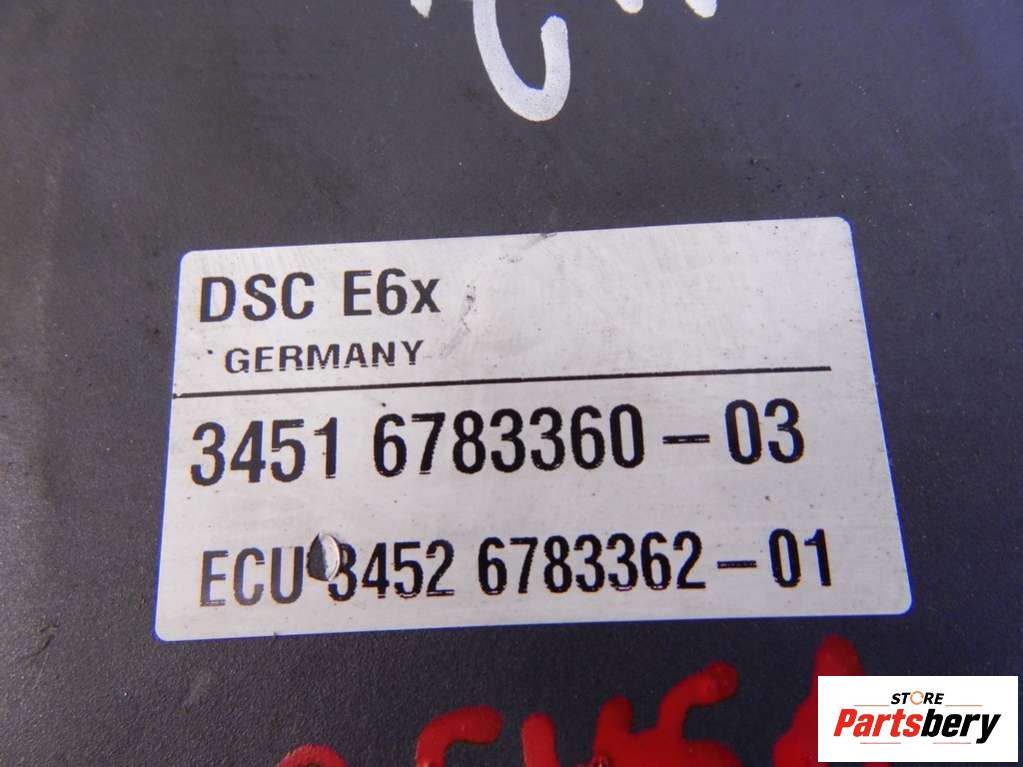 DSC E6x
GERMANY
3451 6783360-03
ECU 3452 6783362-01
STORE
Partsbery